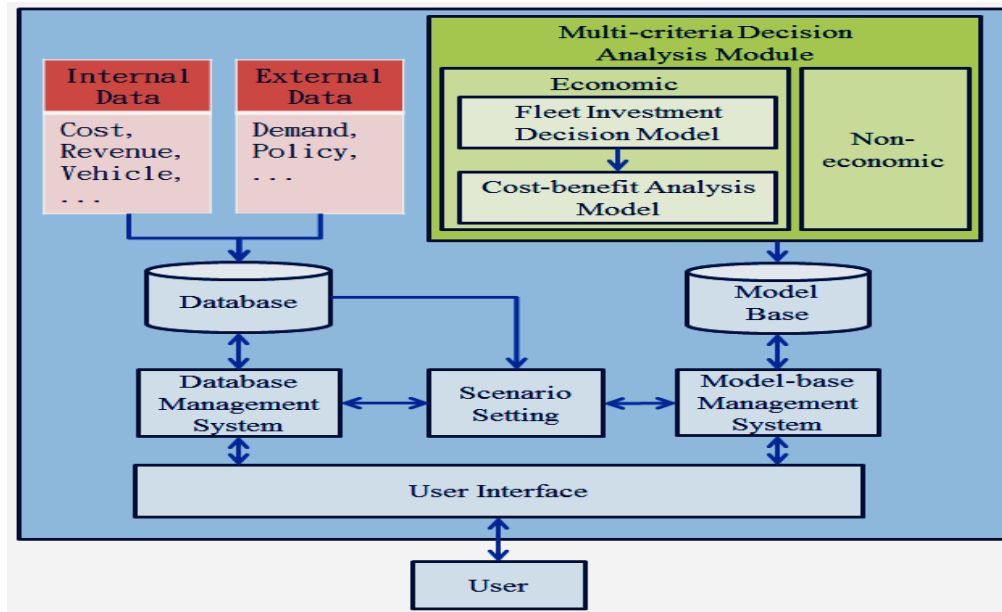 Internal
Data
Cost,
Revenue,
Vehicle,
...
External
Data
Demand,
Policy,
...
Multi-criteria Decision
Analysis Module
Economic
Fleet Investment
Decision Model
Cost-benefit Analysis
Model
Non-
economic
Database
Model
Base
Database
Management
System
Scenario
Setting
Model-base
Management
System
User Interface
User